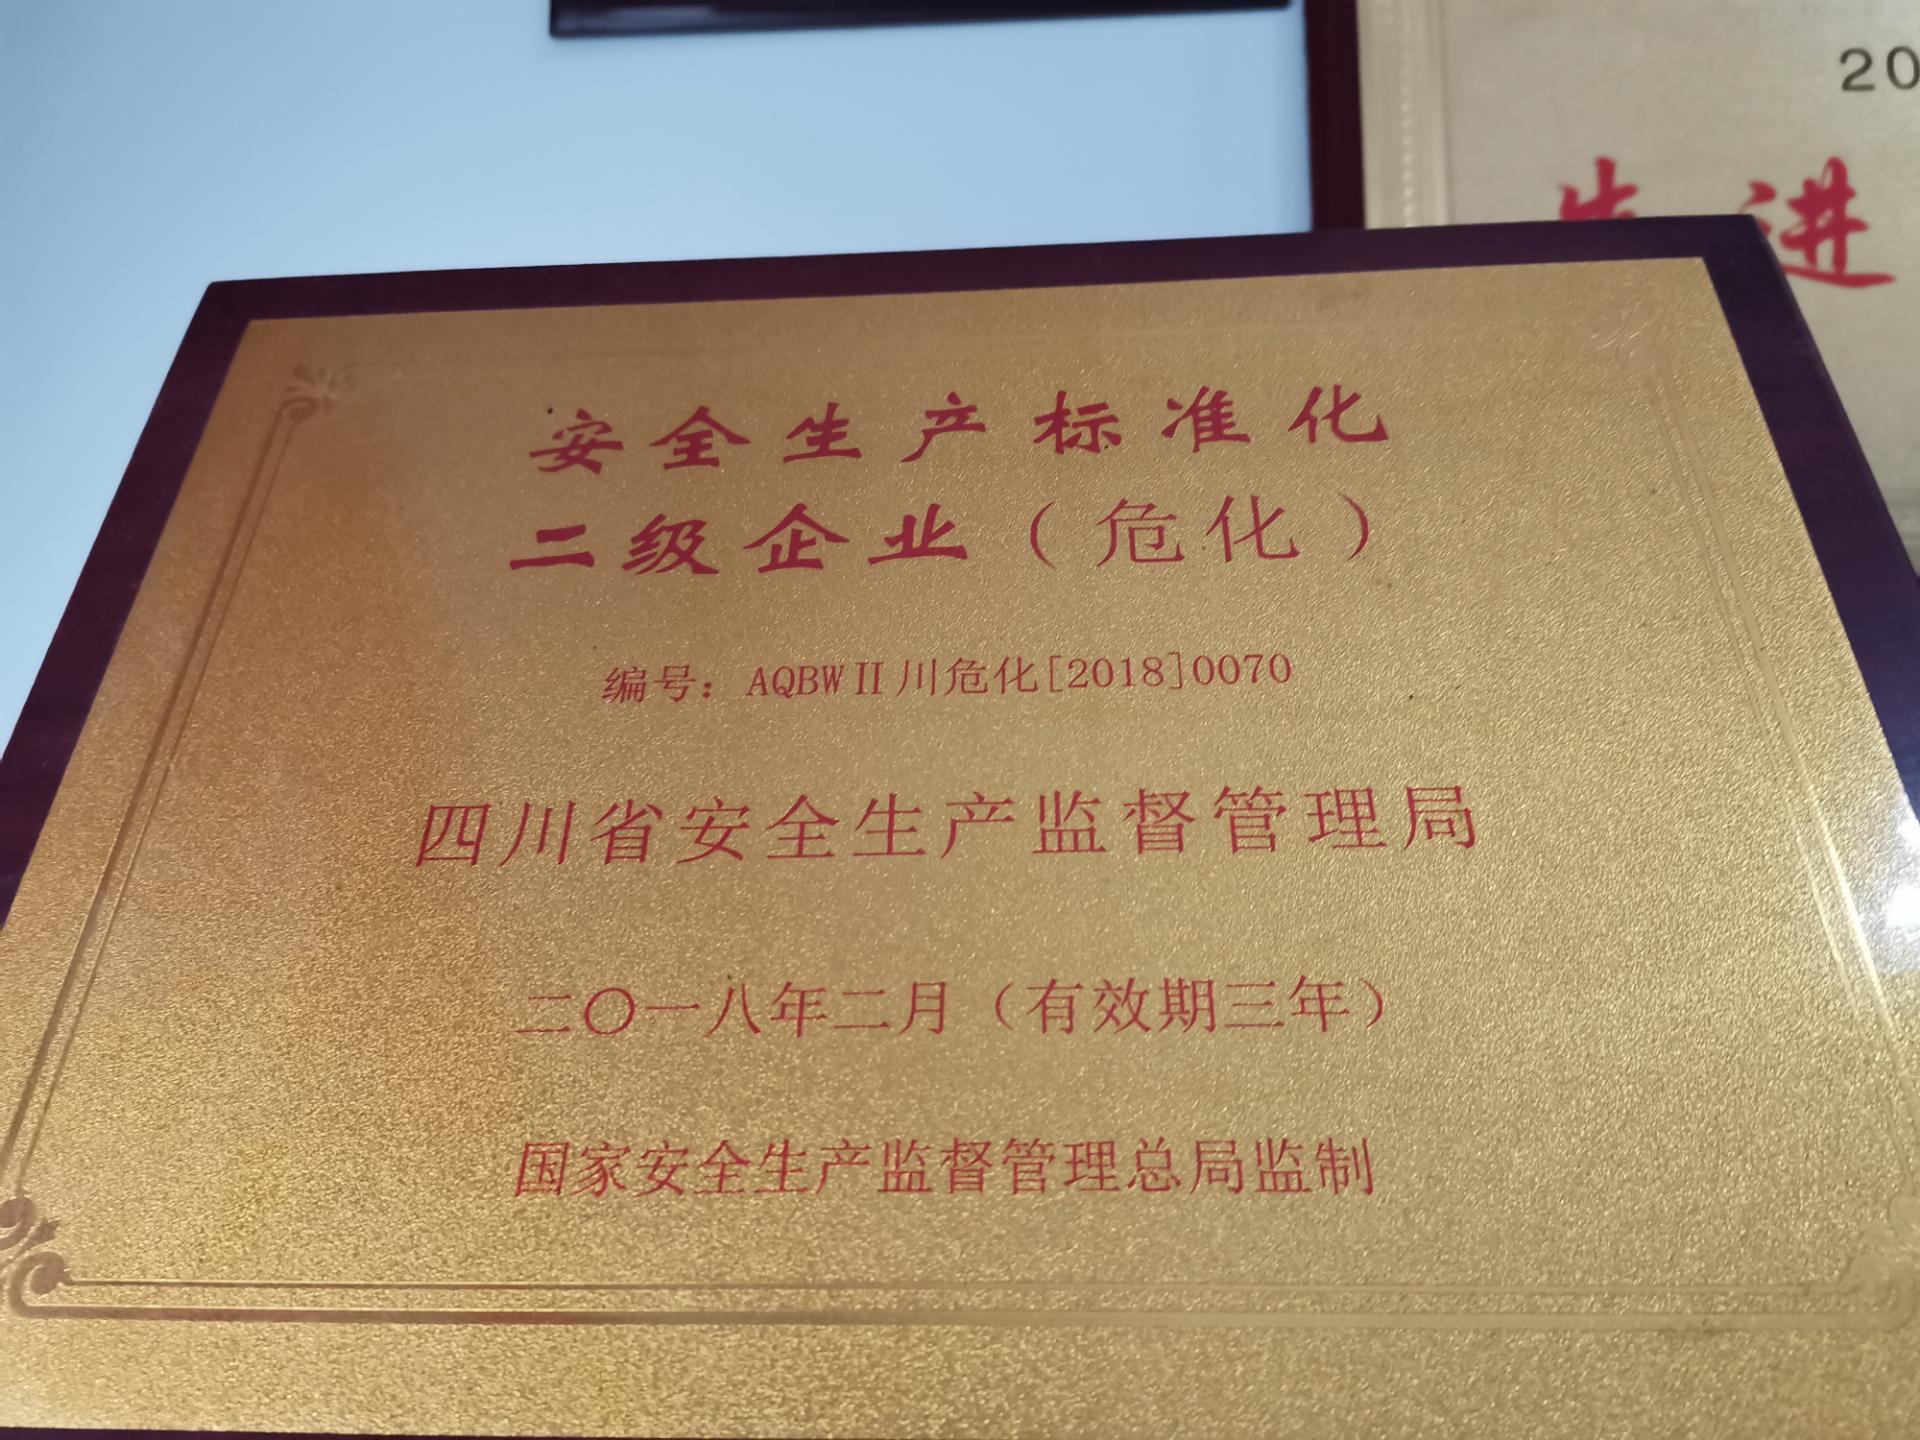 20
先进
安全生产标准化
二级企业（危化）
编号：AQBWⅡ川危化[2018]0070
四川省安全生产监督管理局
二〇一八年二月（有效期三年）
国家安全生产监督管理总局监制